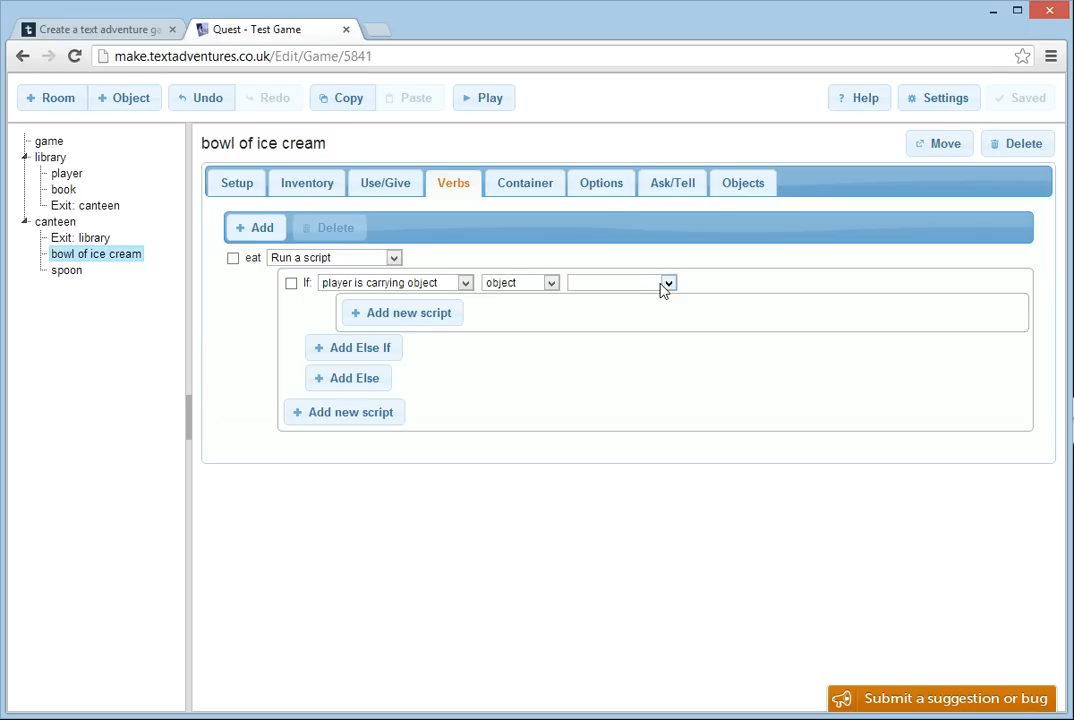 Create a text adventure ga
Quest - Test Game
make.textadventures.co.uk/Edit/Game/5841
+ Room + Object Undo Redo Copy Paste Play ? Help Settings Saved
game
library
player
book
Exit: canteen
canteen
Exit: library
bowl of ice cream
spoon
bowl of ice cream
Move Delete
Setup Inventory Use/Give Verbs Container Options Ask/Tell Objects
+ Add Delete
eat Run a script
If: player is carrying object object
+ Add new script
+ Add Else If
+ Add Else
+ Add new script
Submit a suggestion or bug